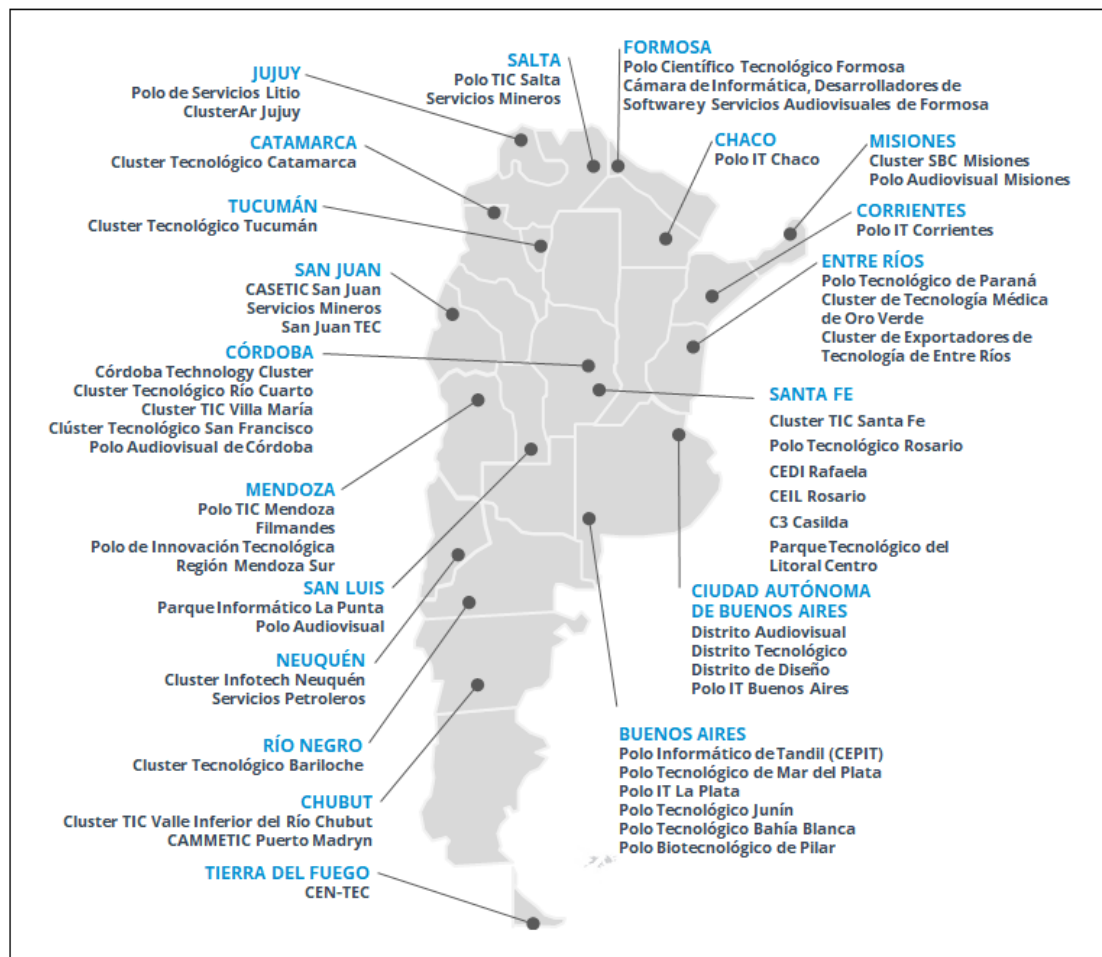 JUJUY
Polo de Servicios Litio
ClusterAr Jujuy
SALTA
Polo TIC Salta
Servicios Mineros
FORMOSA
Polo Científico Tecnológico Formosa
Cámara de Informática, Desarrolladores de
Software y Servicios Audiovisuales de Formosa
CATAMARCA
Cluster Tecnológico Catamarca
CHACO
Polo IT Chaco
MISIONES
Cluster SBC Misiones
Polo Audiovisual Misiones
TUCUMÁN
Cluster Tecnológico Tucumán
CORRIENTES
Polo IT Corrientes
SAN JUAN
CASETIC San Juan
Servicios Mineros
San Juan TEC
ENTRE RÍOS
Polo Tecnológico de Paraná
Cluster de Tecnología Médica
de Oro Verde
Cluster de Exportadores de
Tecnología de Entre Ríos
CÓRDOBA
Córdoba Technology Cluster
Cluster Tecnológico Río Cuarto
Cluster TIC Villa María
Clúster Tecnológico San Francisco
Polo Audiovisual de Córdoba
SANTA FE
Cluster TIC Santa Fe
Polo Tecnológico Rosario
CEDI Rafaela
CEIL Rosario
C3 Casilda
Parque Tecnológico del
Litoral Centro
MENDOZA
Polo TIC Mendoza
Filmandes
Polo de Innovación Tecnológica
Región Mendoza Sur
SAN LUIS
Parque Informático La Punta
Polo Audiovisual
CIUDAD AUTÓNOMA
DE BUENOS AIRES
Distrito Audiovisual
Distrito Tecnológico
Distrito de Diseño
Polo IT Buenos Aires
NEUQUÉN
Cluster Infotech Neuquén
Servicios Petroleros
RÍO NEGRO
Cluster Tecnológico Bariloche
BUENOS AIRES
Polo Informático de Tandil (CEPIT)
Polo Tecnológico de Mar del Plata
Polo IT La Plata
Polo Tecnológico Junín
Polo Tecnológico Bahía Blanca
Polo Biotecnológico de Pilar
CHUBUT
Cluster TIC Valle Inferior del Río Chubut
CAMMETIC Puerto Madryn
TIERRA DEL FUEGO
CEN-TEC